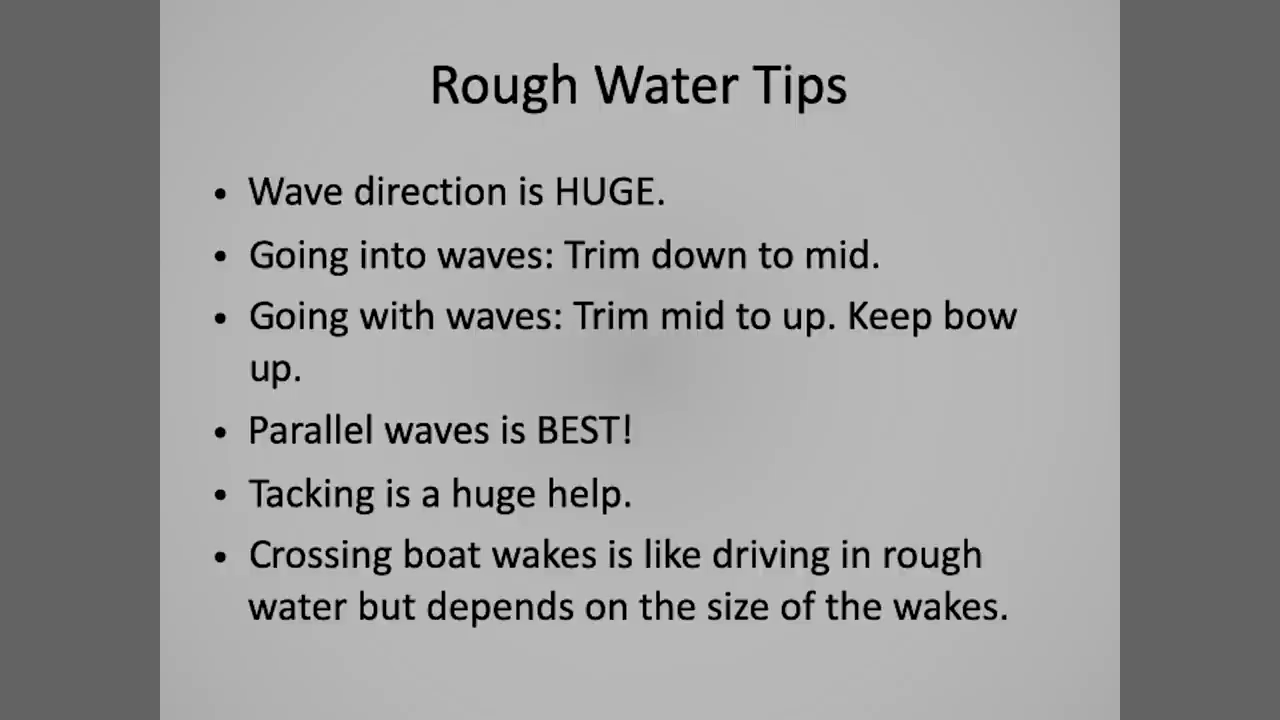 Rough Water Tips
• Wave direction is HUGE.
• Going into waves: Trim down to mid.
• Going with waves: Trim mid to up. Keep bow
up.
• Parallel waves is BEST!
• Tacking is a huge help.
• Crossing boat wakes is like driving in rough
water but depends on the size of the wakes.